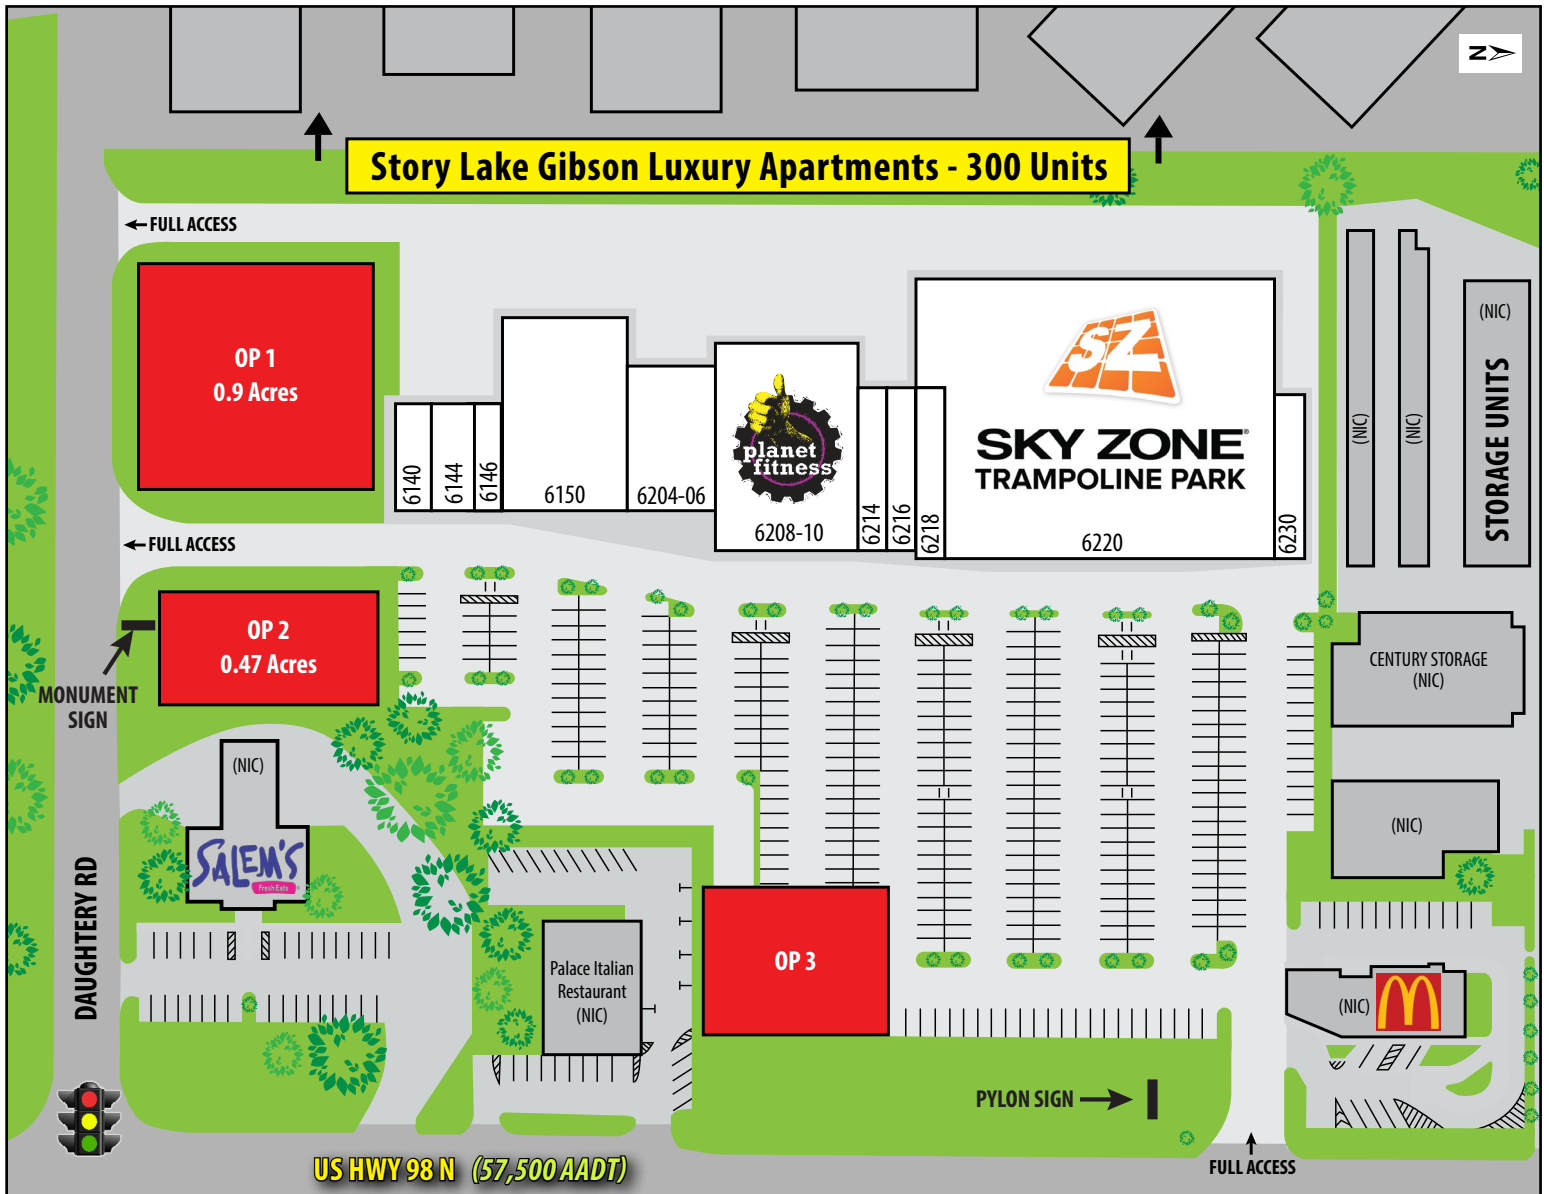 N
Story Lake Gibson Luxury Apartments - 300 Units
FULL ACCESS
OP 1
0.9 Acres
SZ
SKY ZONE®
TRAMPOLINE PARK
planet
fitness
6140
6144
6146
6150
6204-06
6208-10
6214
6216
6218
6220
6230
(NIC)
(NIC)
(NIC)
STORAGE UNITS
FULL ACCESS
OP 2
0.47 Acres
MONUMENT
SIGN
CENTURY STORAGE
(NIC)
(NIC)
SALEM'S
Fresh Eats
(NIC)
DAUGHTERY RD
Palace Italian
Restaurant
(NIC)
OP 3
(NIC)
PYLON SIGN
FULL ACCESS
US HWY 98 N (57,500 AADT)